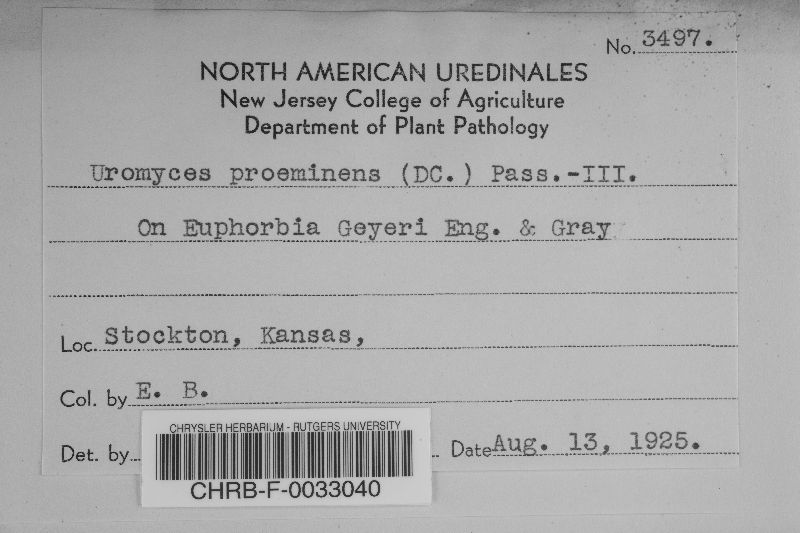 No. 3497.
NORTH AMERICAN UREDINALES
New Jersey College of Agriculture
Department of Plant Pathology
Uromyces proeminens (DC.) Pass.-III.
On Euphorbia Geyeri Eng. & Gray
Loc. Stockton, Kansas,
Col. by E. B.
Det. by Date Aug. 13, 1925.
CHRYSLER HERBARIUM - RUTGERS UNIVERSITY
CHRB-F-0033040